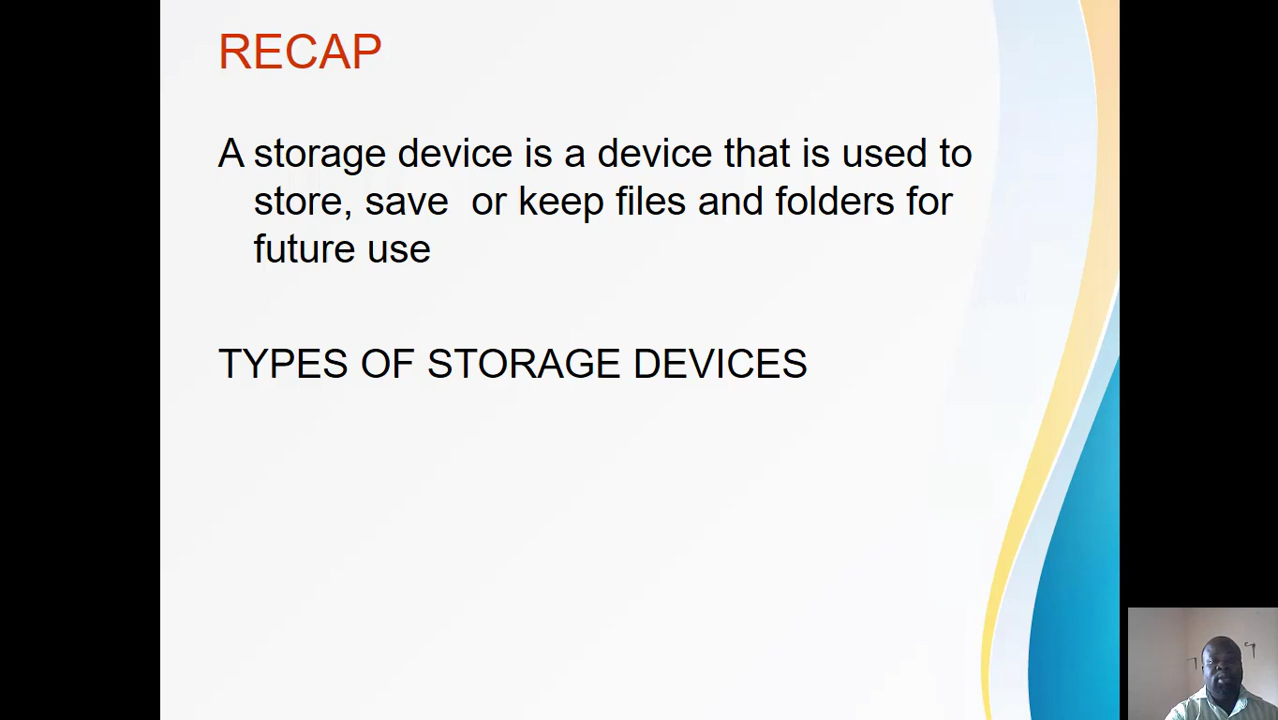 RECAP
A storage device is a device that is used to
store, save  or keep files and folders for
future use
TYPES OF STORAGE DEVICES